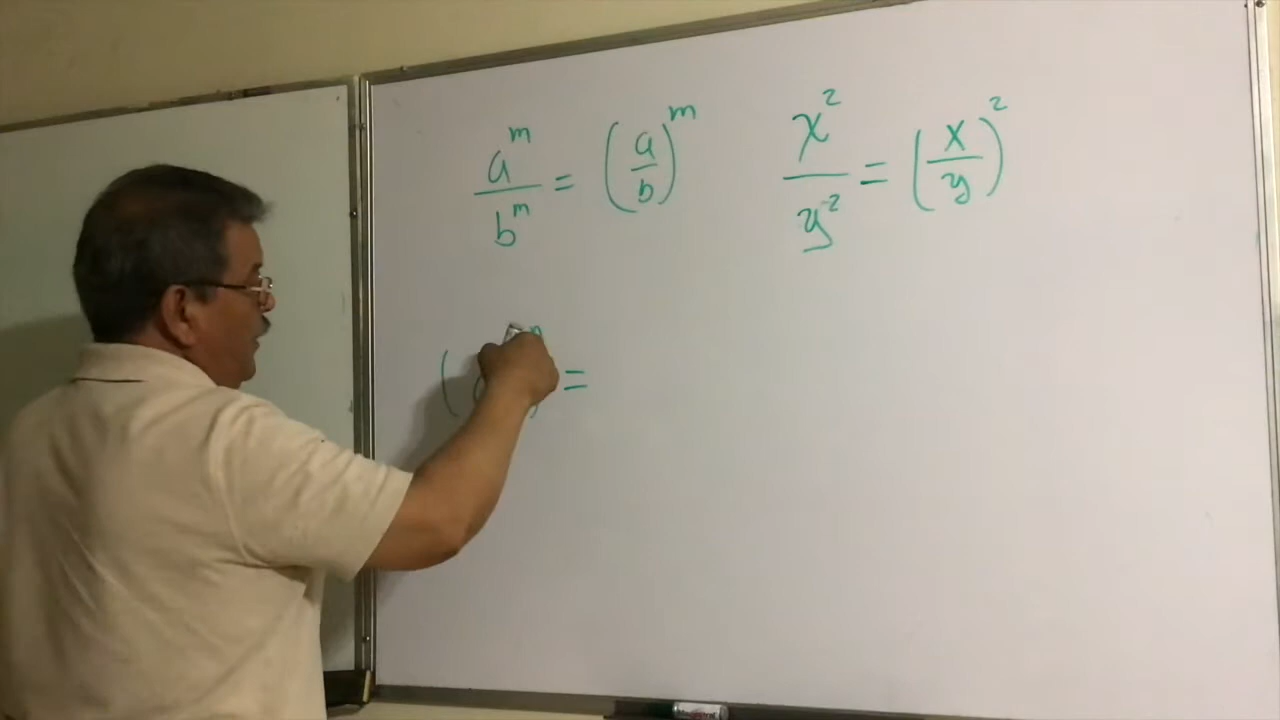 a^m/b^m = (a/b)^m    x^2/y^2 = (x/y)^2
( ) =